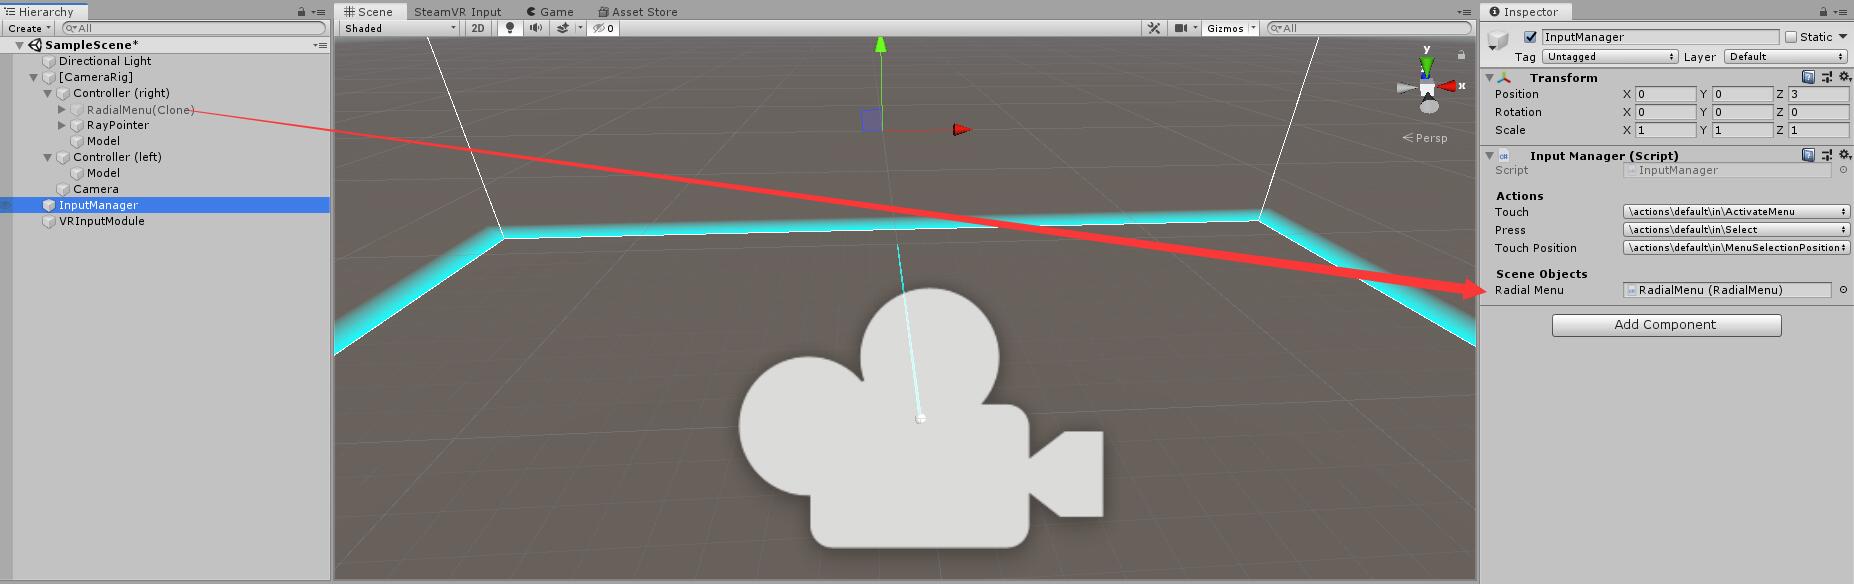 Hierarchy
Create
All
SampleScene*
Directional Light
[CameraRig]
Controller (right)
RadialMenu(Clone)
RayPointer
Model
Controller (left)
Model
Camera
InputManager
VRInputModule
Scene
SteamVR Input
Game
Asset Store
Shaded
2D
0
Gizmos
All
y
x
Persp
Inspector
InputManager
Static
Tag
Untagged
Layer
Default
Transform
Position X 0 Y 0 Z 3
Rotation X 0 Y 0 Z 0
Scale X 1 Y 1 Z 1
Input Manager (Script)
Script InputManager
Actions
Touch \actions\default\in\ActivateMenu
Press \actions\default\in\Select
Touch Position \actions\default\in\MenuSelectionPosition
Scene Objects
Radial Menu RadialMenu (RadialMenu)
Add Component